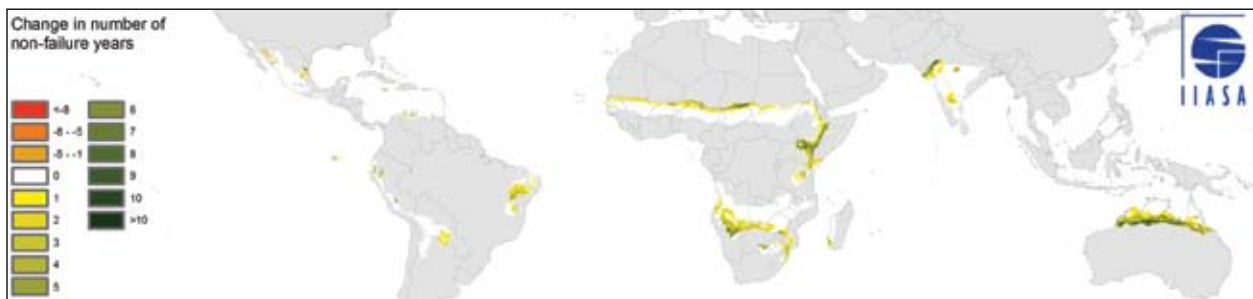 Change in number of
non-failure years
<-8
-8 - -5
-5 - -1
0
1
2
3
4
5
6
7
8
9
10
>10
IIASA